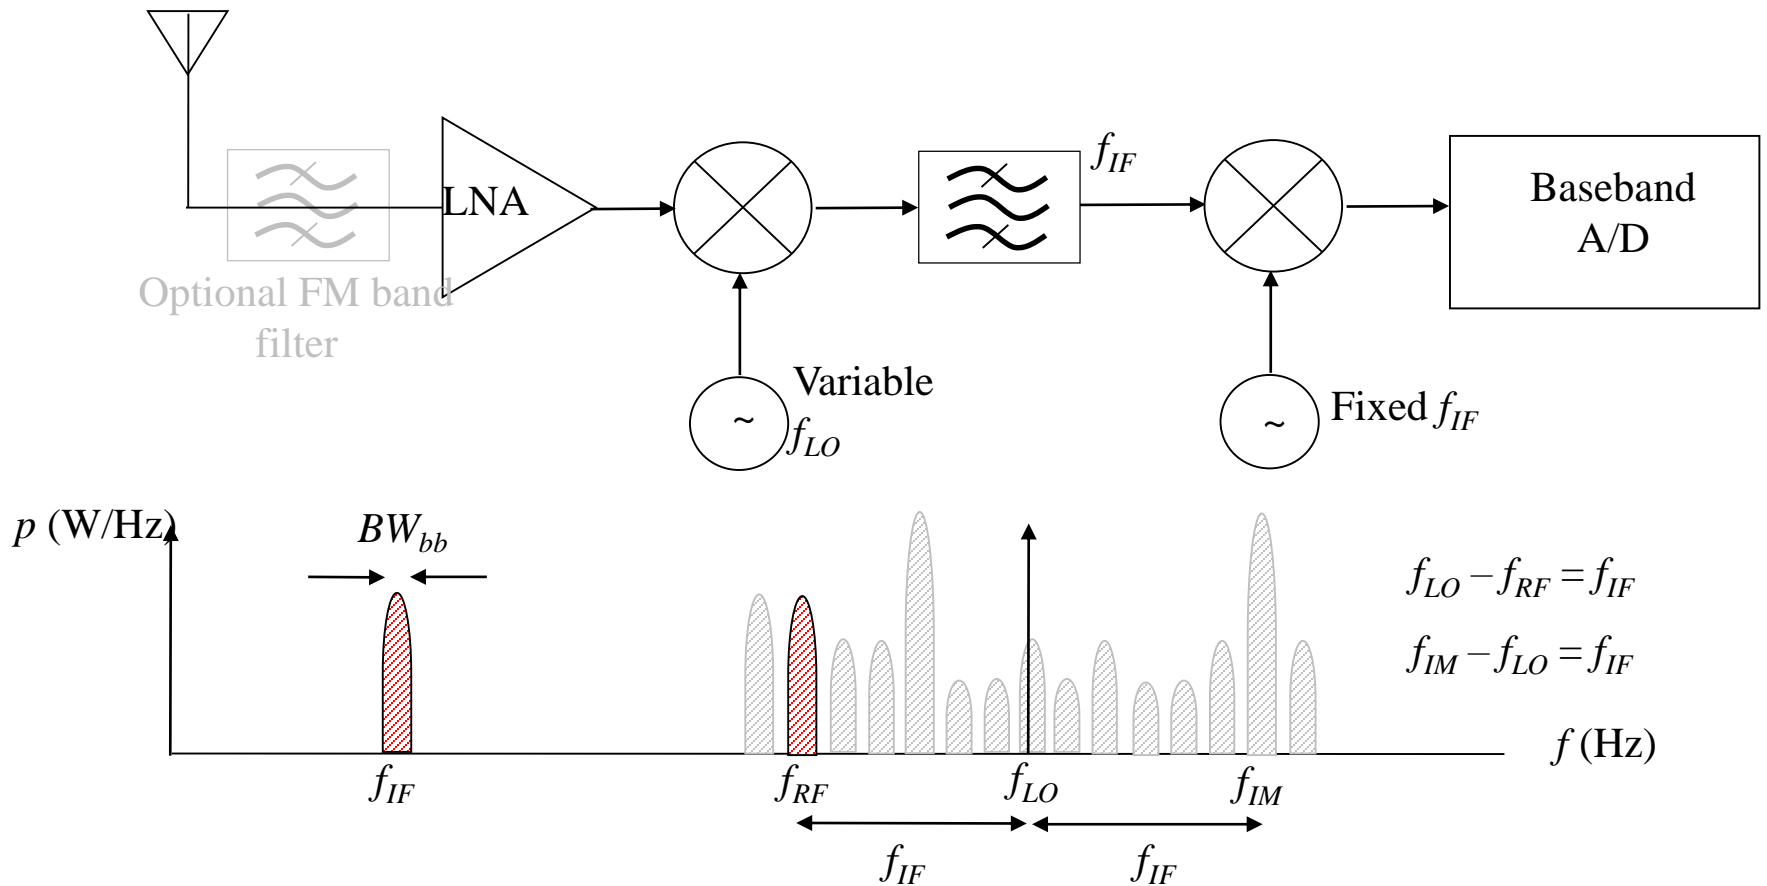 LNA
f_IF
Baseband
A/D
Optional FM band
filter
Variable
f_LO
~
Fixed f_IF
~
p (W/Hz)
BW_bb
f_LO – f_RF = f_IF
f_IM – f_LO = f_IF
f (Hz)
f_IF
f_RF
f_LO
f_IM
f_IF
f_IF